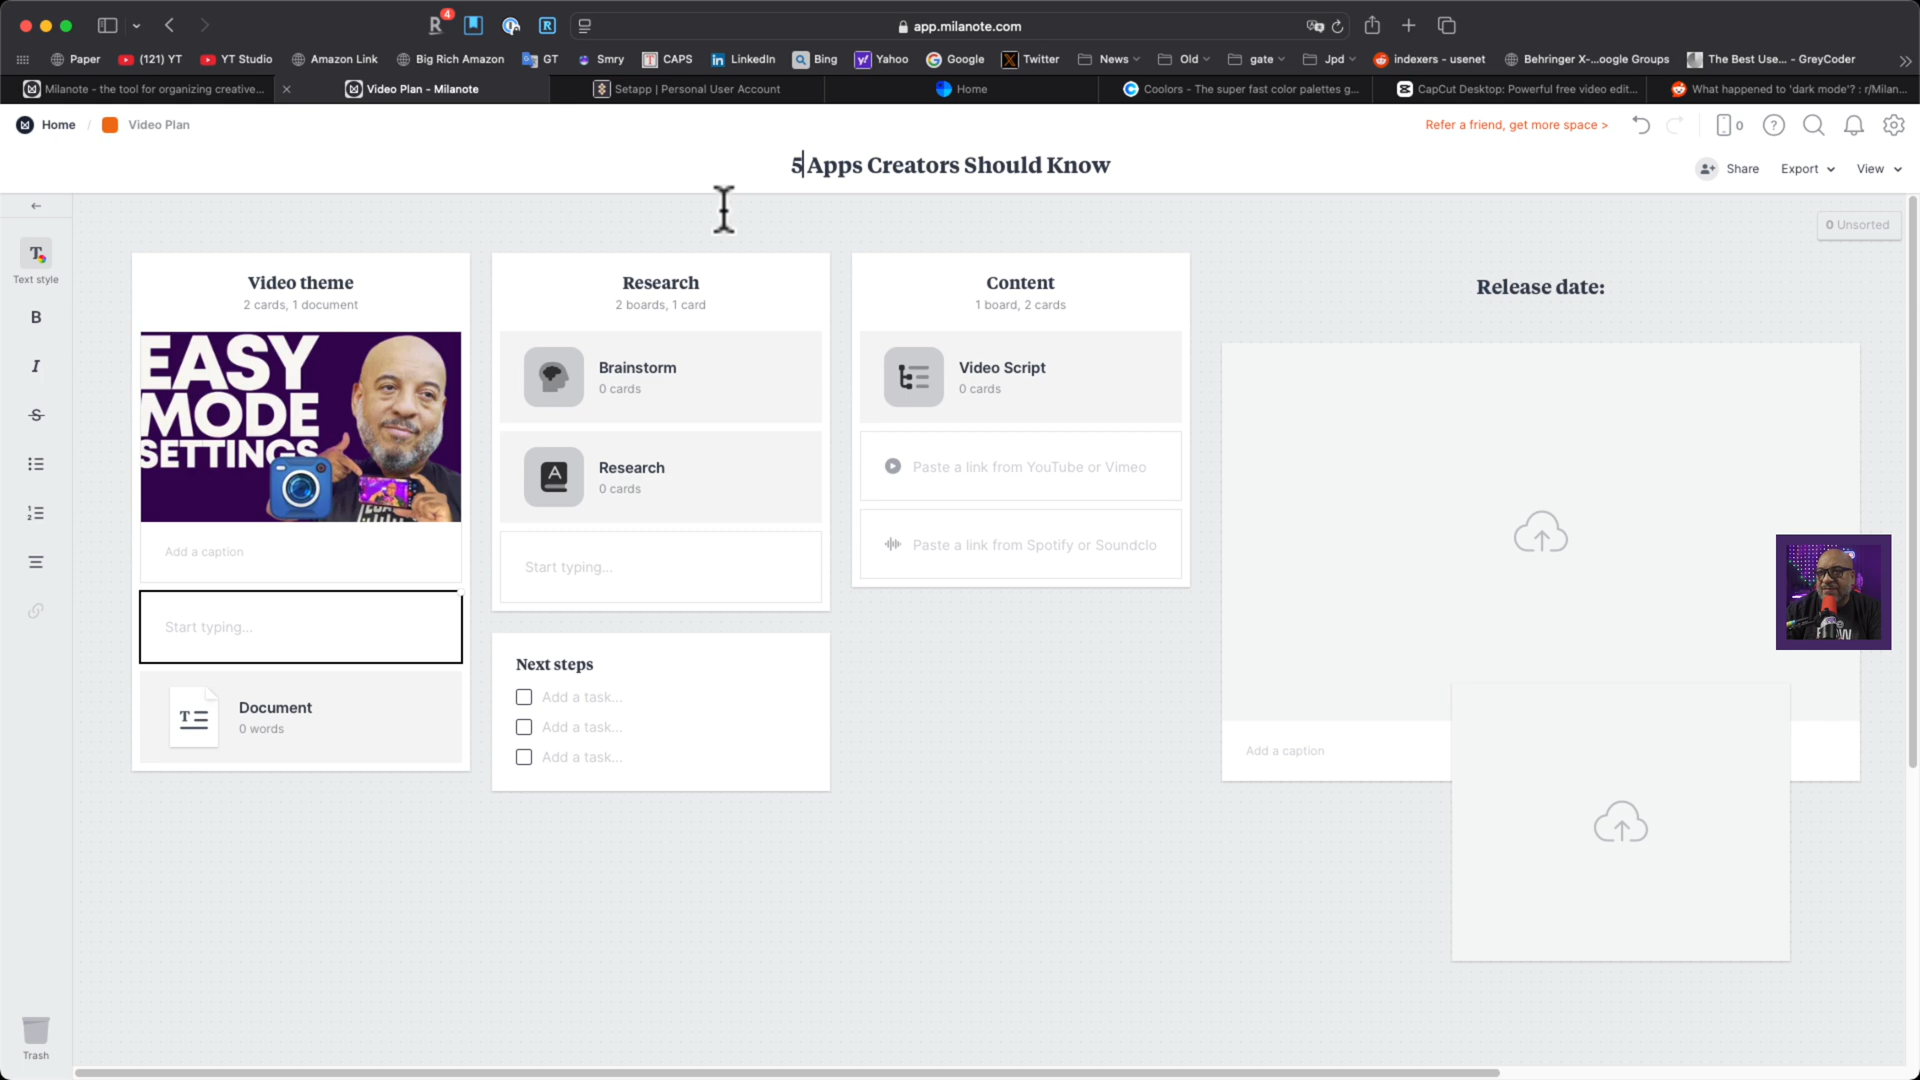 4
app.milanote.com
Paper
(121) YT
YT Studio
Amazon Link
Big Rich Amazon
GT
Smry
CAPS
LinkedIn
Bing
Yahoo
Google
Twitter
News
Old
gate
Jpd
indexers - usenet
Behringer X-...oogle Groups
The Best Use... - GreyCoder
Milanote - the tool for organizing creative...
Video Plan - Milanote
Setapp | Personal User Account
Home
Coolors - The super fast color palettes g...
CapCut Desktop: Powerful free video edit...
What happened to 'dark mode'? : r/Milan...
Home / Video Plan
Refer a friend, get more space >
0
5 Apps Creators Should Know
Share
Export
View
0 Unsorted
Text style
B
I
S
Video theme
2 cards, 1 document
EASY
MODE
SETTINGS
Add a caption
Start typing...
Document
0 words
Research
2 boards, 1 card
Brainstorm
0 cards
Research
0 cards
Start typing...
Next steps
Add a task...
Add a task...
Add a task...
Content
1 board, 2 cards
Video Script
0 cards
Paste a link from YouTube or Vimeo
Paste a link from Spotify or Soundclo
Release date:
Add a caption
Trash